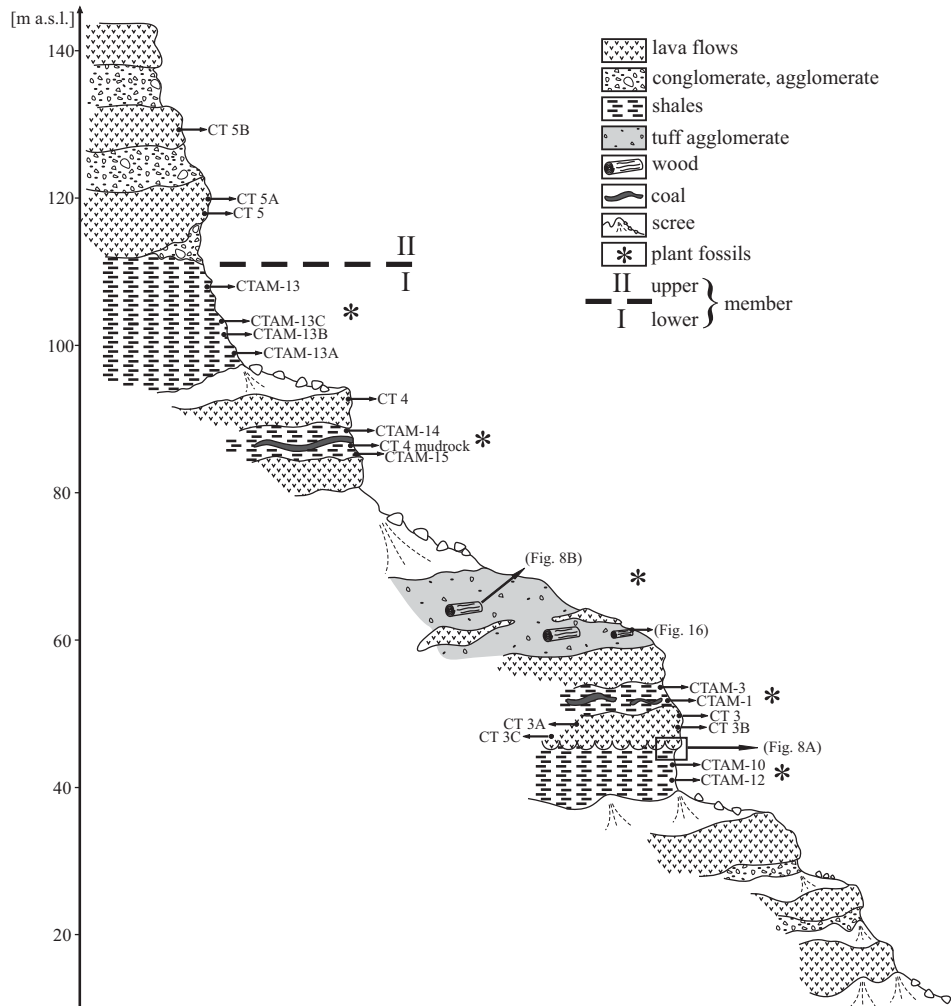 [m a.s.l.]
140
120
100
80
60
40
20
lava flows
conglomerate, agglomerate
shales
tuff agglomerate
wood
coal
scree
* plant fossils
II upper
I lower
member
CT 5B
CT 5A
CT 5
II
I
CTAM-13
CTAM-13C
*
CTAM-13B
CTAM-13A
CT 4
CTAM-14
CT 4 mudrock
*
CTAM-15
(Fig. 8B)
*
(Fig. 16)
CTAM-3
CTAM-1
*
CT 3
CT 3A
CT 3B
CT 3C
(Fig. 8A)
CTAM-10
*
CTAM-12